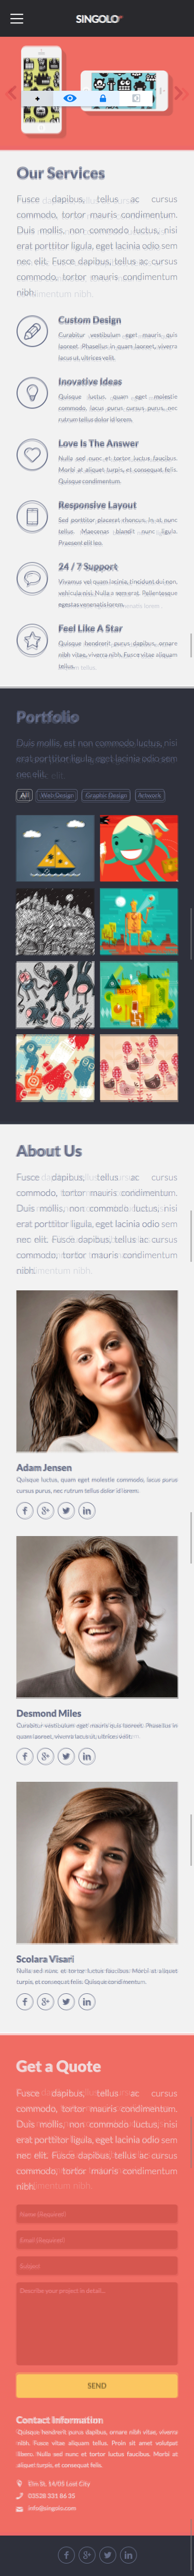 SINGOLO
Our Services
Fusce dapibus, tellus ac cursus
commodo, tortor mauris condimentum
Duis mollis, non commodo luctus, nisi
erat porttitor ligula, eget lacinia odio sem
nec elit. Fusce dapibus, tellus ac cursus
commodo, tortor mauris condimentum
nibh.
Custom Design
Curabitur vestibulum eget mauris quis
laoreet. Phasellus in quam laoreet, viverra
lacus ut, ultrices velit.
Inovative Ideas
Quisque luctus, quam eget molestie
commodo, lacus purus cursus purus, nec
rutrum tellus dolor id lorem.
Love Is The Answer
Nulla sed nunc et tortor luctus faucibus.
Morbi at aliquet turpis, et consequat felis.
Quisque condimentum.
Responsive Layout
Sed porttitor placerat rhoncus. In at nunc
tellus. Maecenas blandit nunc ligula.
Praesent elit leo.
24 / 7 Support
Vivamus vel quam lacinia, tincidunt dui non,
vehicula nisi. Nulla a sem erat. Pellentesque
egestas venenatis lorem
Feel Like A Star
Quisque hendrerit purus dapibus, ornare
nibh vitae, viverra nibh. Fusce vitae aliquam
tellus.
Portfolio
Duis mollis, est non commodo luctus, nisi
erat porttitor ligula, eget lacinia odio sem
nec elit.
All
Web Design
Graphic Design
Artwork
About Us
Fusce dapibus, tellus ac cursus
commodo, tortor mauris condimentum.
Duis mollis, non commodo luctus, nisi
erat porttitor ligula, eget lacinia odio sem
nec elit. Fusce dapibus, tellus ac cursus
commodo, tortor mauris condimentum
nibh.
Adam Jensen
Quisque luctus, quam eget molestie commodo, lacus purus
cursus purus, nec rutrum tellus dolor id lorem.
Desmond Miles
Curabitur vestibulum eget mauris quis laoreet. Phasellus in
quam laoreet, viverra lacus ut, ultrices velit.
Scolara Visari
Nulla sed nunc et tortor luctus faucibus. Morbi at aliquet
turpis, et consequat felis. Quisque condimentum.
Get a Quote
Fusce dapibus, tellus ac cursus
commodo, tortor mauris condimentum.
Duis mollis, non commodo luctus, nisi
erat porttitor ligula, eget lacinia odio sem
nec elit. Fusce dapibus, tellus ac cursus
commodo, tortor mauris condimentum
nibh.
Name (Required)
Email (Required)
Subject
Describe your project in detail...
SEND
Contact Information
Quisque hendrerit purus dapibus, ornare nibh vitae, viverra
nibh. Fusce vitae aliquam tellus. Proin sit amet volutpat
libero. Nulla sed nunc et tortor luctus faucibus. Morbi at
aliquet turpis, et consequat felis.
Elm St. 14/05 Lost City
03528 331 86 35
info@singolo.com